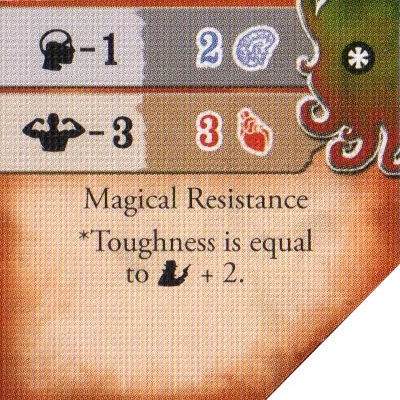 -1 2 *
-3 3
Magical Resistance
*Toughness is equal
to + 2.